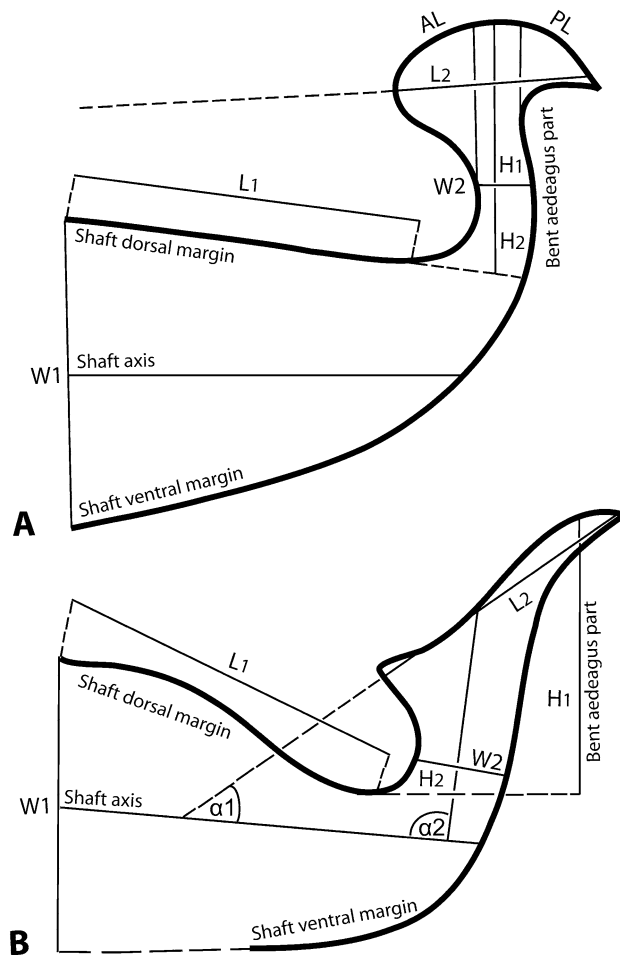 AL
PL
L2
Bent aedeagus part
H1
W2
L1
Shaft dorsal margin
H2
Shaft axis
W1
Shaft ventral margin
A
L2
Bent aedeagus part
L1
H1
Shaft dorsal margin
W2
H2
W1
Shaft axis
α1
α2
Shaft ventral margin
B